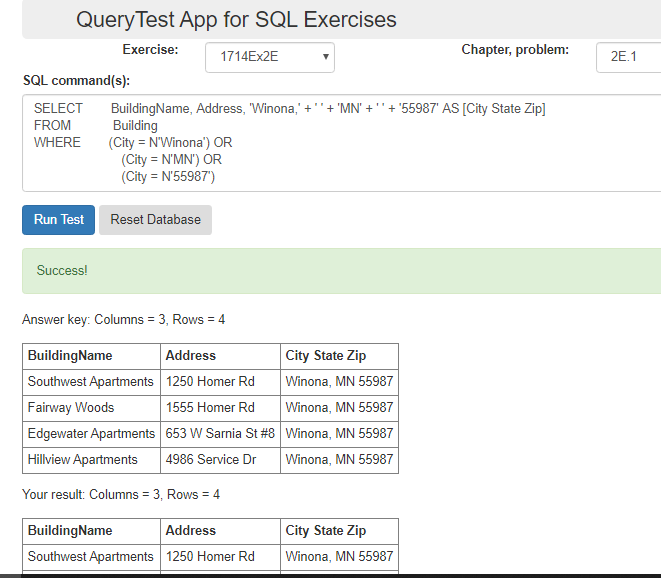 QueryTest App for SQL Exercises
Exercise: 1714Ex2E Chapter, problem: 2E.1
SQL command(s):
SELECT BuildingName, Address, 'Winona,' + ' ' + 'MN' + ' ' + '55987' AS [City State Zip]
FROM Building
WHERE (City = N'Winona') OR
(City = N'MN') OR
(City = N'55987')
Run Test Reset Database
Success!
Answer key: Columns = 3, Rows = 4
BuildingName Address City State Zip
Southwest Apartments 1250 Homer Rd Winona, MN 55987
Fairway Woods 1555 Homer Rd Winona, MN 55987
Edgewater Apartments 653 W Sarnia St #8 Winona, MN 55987
Hillview Apartments 4986 Service Dr Winona, MN 55987
Your result: Columns = 3, Rows = 4
BuildingName Address City State Zip
Southwest Apartments 1250 Homer Rd Winona, MN 55987